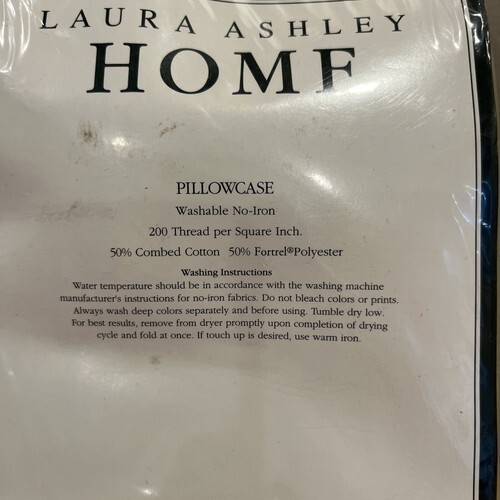 LAURA ASHLEY
HOME
PILLOWCASE
Washable No-Iron
200 Thread per Square Inch.
50% Combed Cotton 50% Fortrel®Polyester
Washing Instructions
Water temperature should be in accordance with the washing machine
manufacturer's instructions for no-iron fabrics. Do not bleach colors or prints.
Always wash deep colors separately and before using. Tumble dry low.
For best results, remove from dryer promptly upon completion of drying
cycle and fold at once. If touch up is desired, use warm iron.